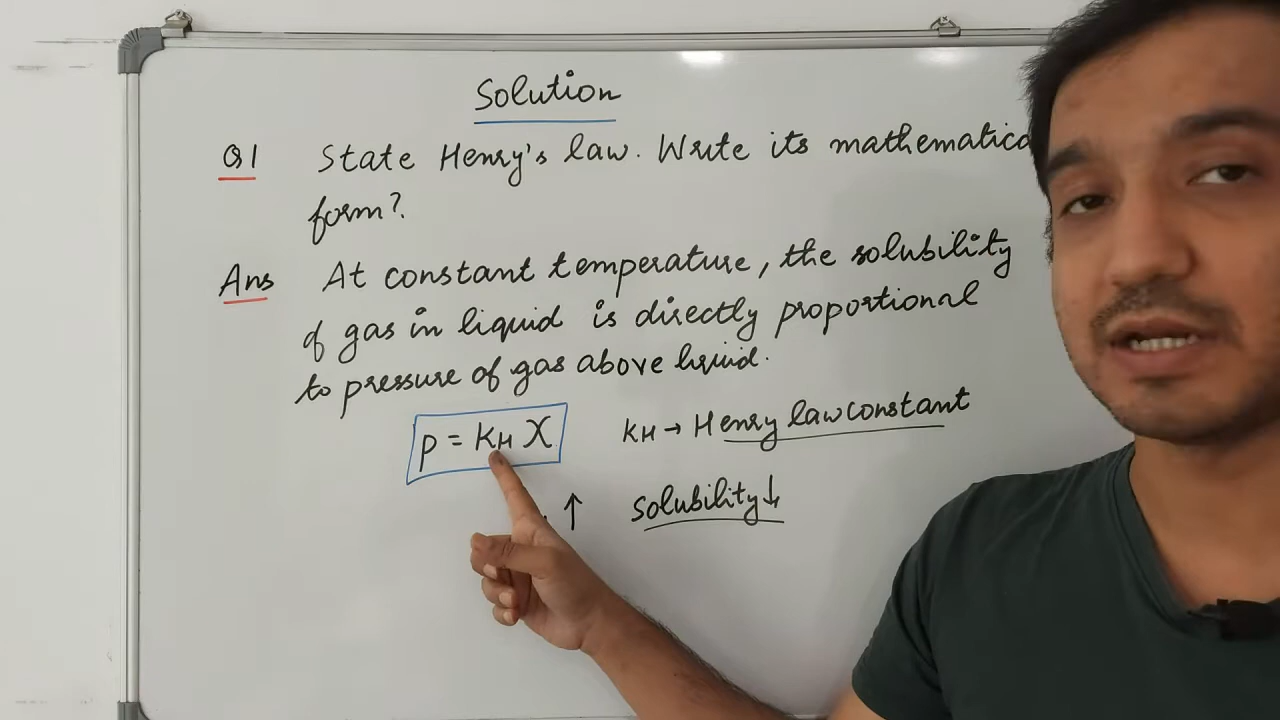 Solution
Q1 State Henry's law. Write its mathematica
form?
Ans At constant temperature, the solubility
of gas in liquid is directly proportional
to pressure of gas above liquid.
p = KH X KH → Henry law constant
↑ solubility↓